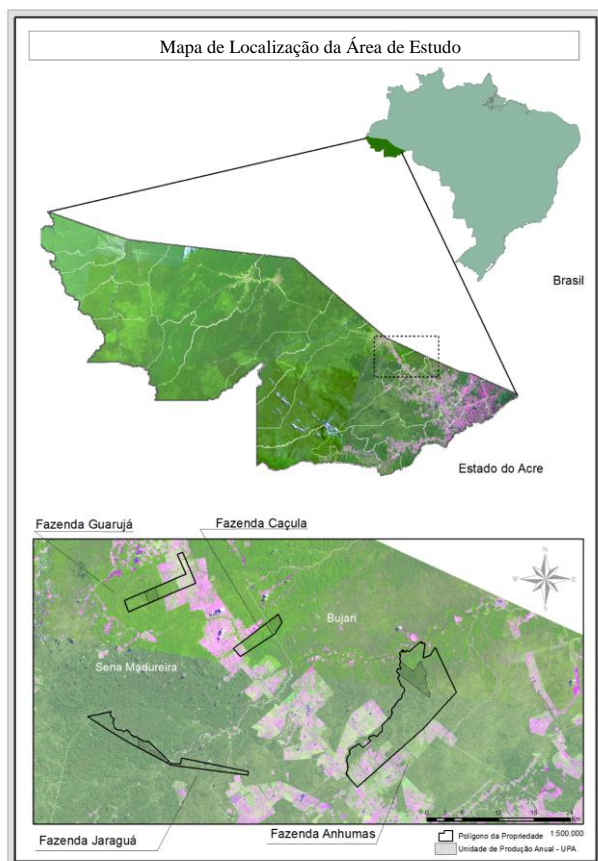 Mapa de Localização da Área de Estudo
Brasil
Estado do Acre
Fazenda Guarujá
Fazenda Caçula
N
W
E
S
Bujari
Sena Madureira
Fazenda Jaraguá
Fazenda Anhumas
1:500.000
Polígono da Propriedade
Unidade de Produção Anual - UPA